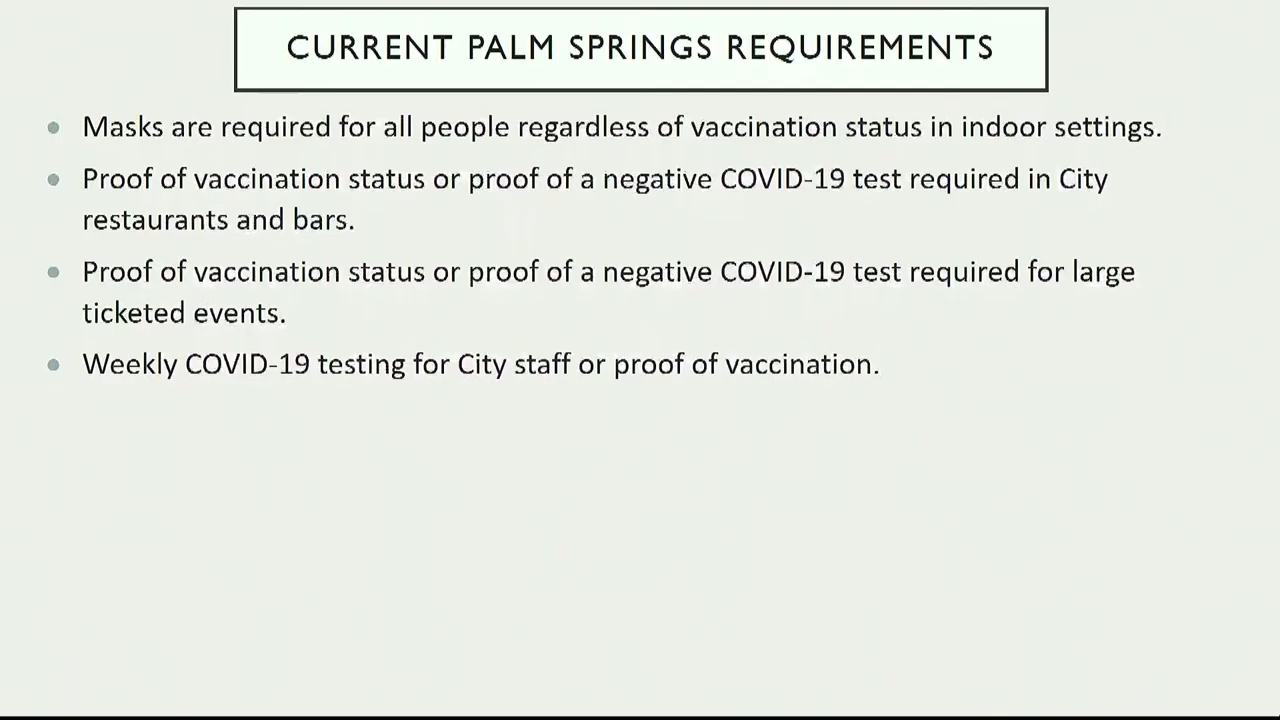 CURRENT PALM SPRINGS REQUIREMENTS
Masks are required for all people regardless of vaccination status in indoor settings.
Proof of vaccination status or proof of a negative COVID-19 test required in City
restaurants and bars.
Proof of vaccination status or proof of a negative COVID-19 test required for large
ticketed events.
Weekly COVID-19 testing for City staff or proof of vaccination.